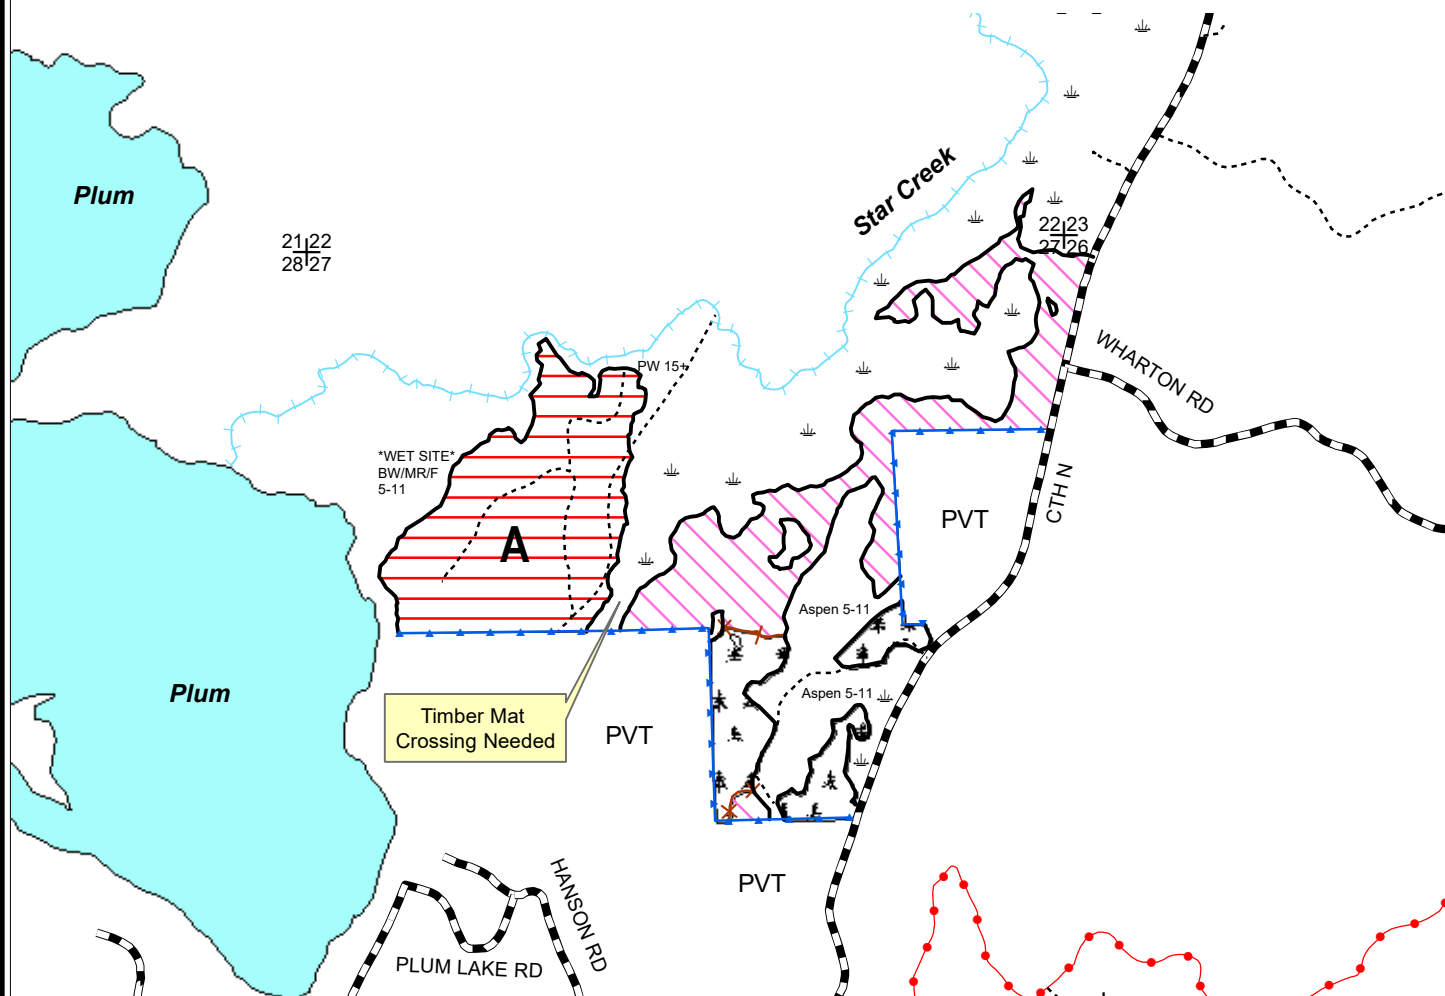 Plum
21 22
28 27
Star Creek
22 23
27 26
WHARTON RD
PW 15+
*WET SITE*
BW/MR/F
5-11
A
CTH N
PVT
Aspen 5-11
Aspen 5-11
Plum
Timber Mat
Crossing Needed
PVT
PVT
HANSON RD
PLUM LAKE RD